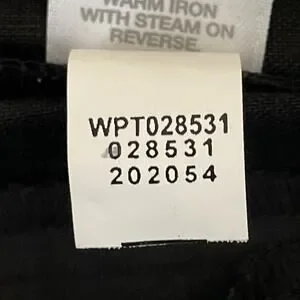 WARM IRON
WITH STEAM ON
REVERSE.
WPT028531
028531
202054